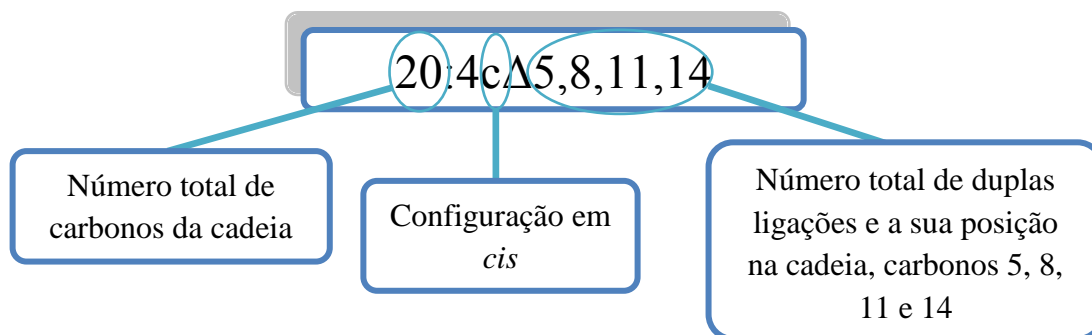 20:4cΔ5,8,11,14
Número total de
carbonos da cadeia
Configuração em
cis
Número total de duplas
ligações e a sua posição
na cadeia, carbonos 5, 8,
11 e 14